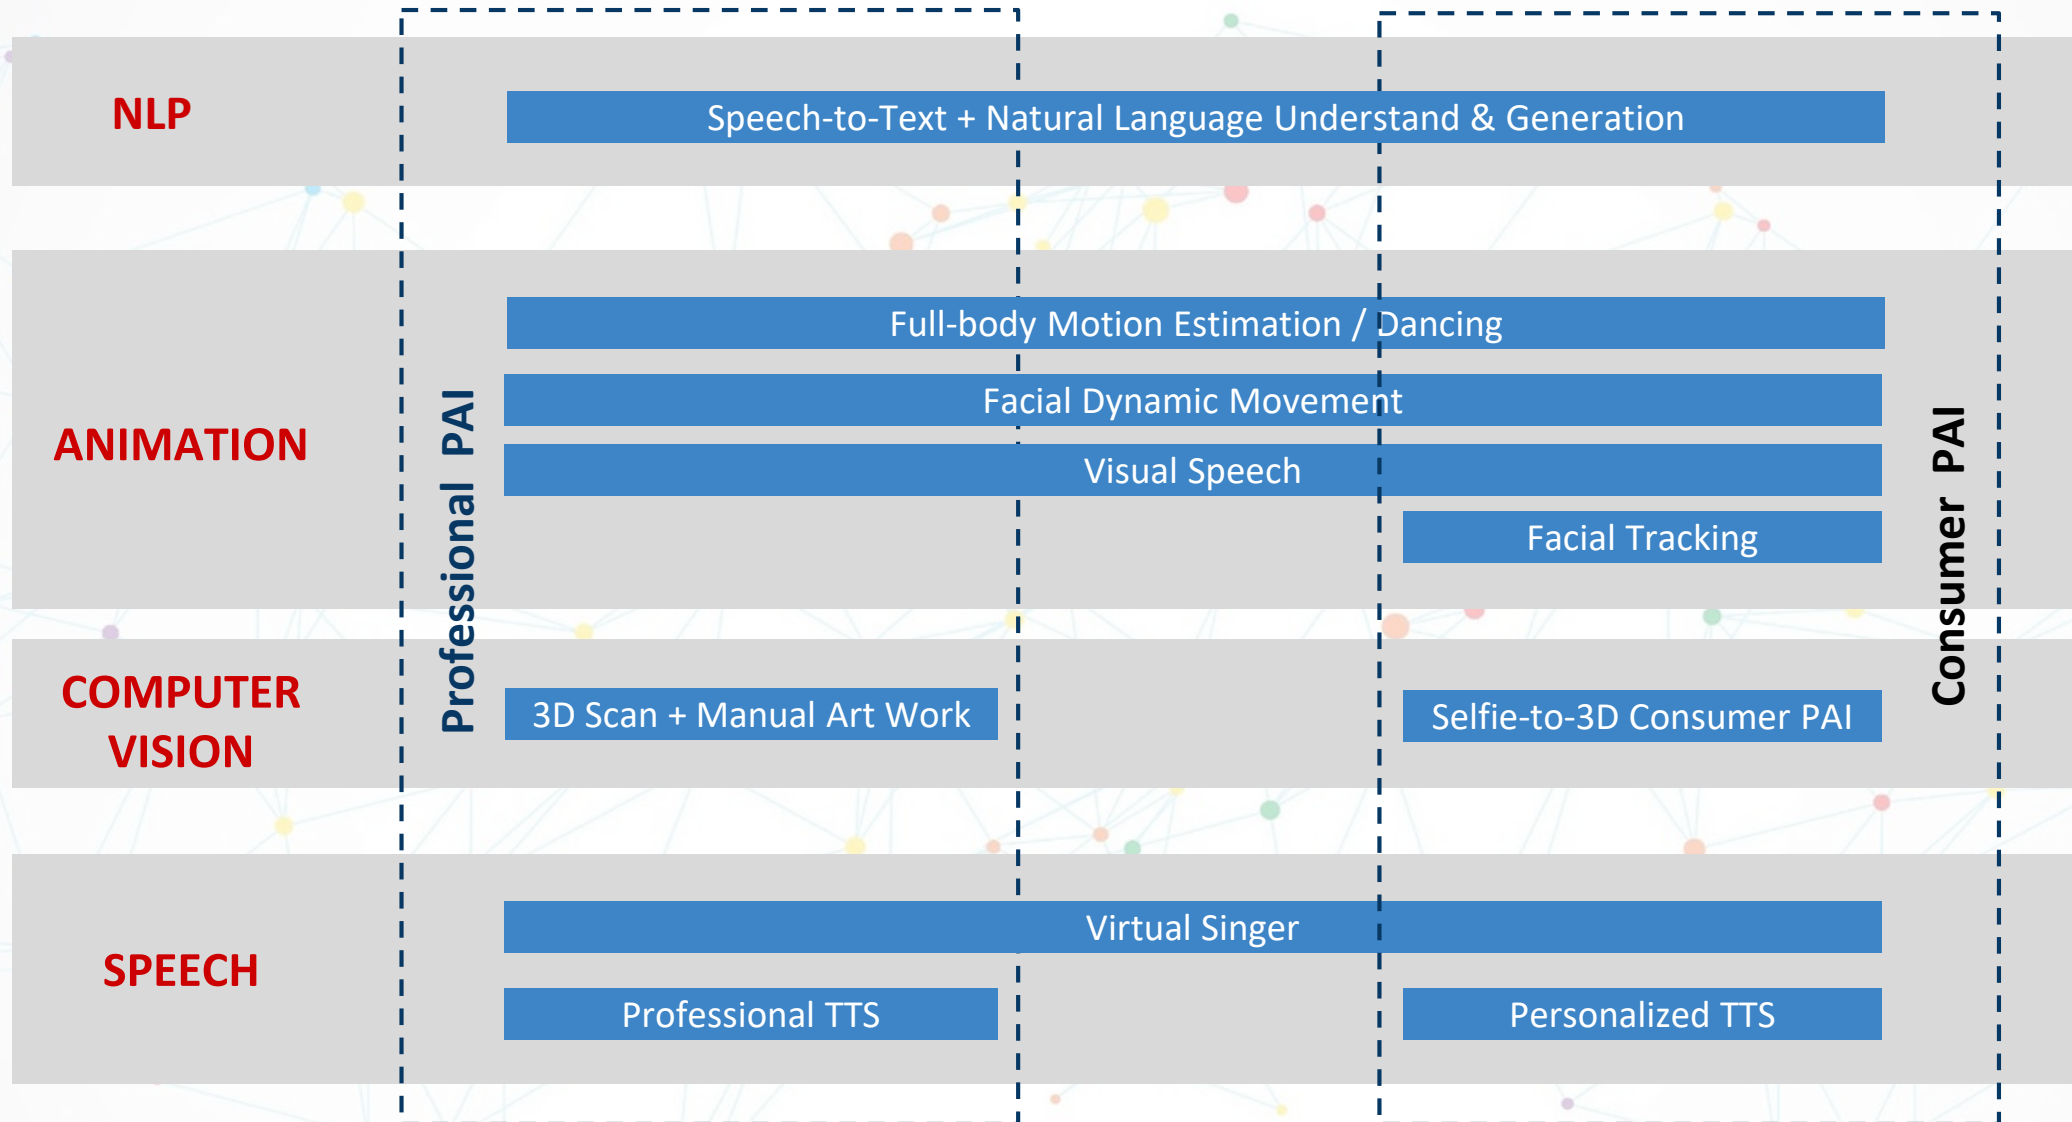 NLP
Speech-to-Text + Natural Language Understand & Generation
ANIMATION
Full-body Motion Estimation / Dancing
Facial Dynamic Movement
Visual Speech
Facial Tracking
Professional PAI
Consumer PAI
COMPUTER
VISION
3D Scan + Manual Art Work
Selfie-to-3D Consumer PAI
SPEECH
Virtual Singer
Professional TTS
Personalized TTS